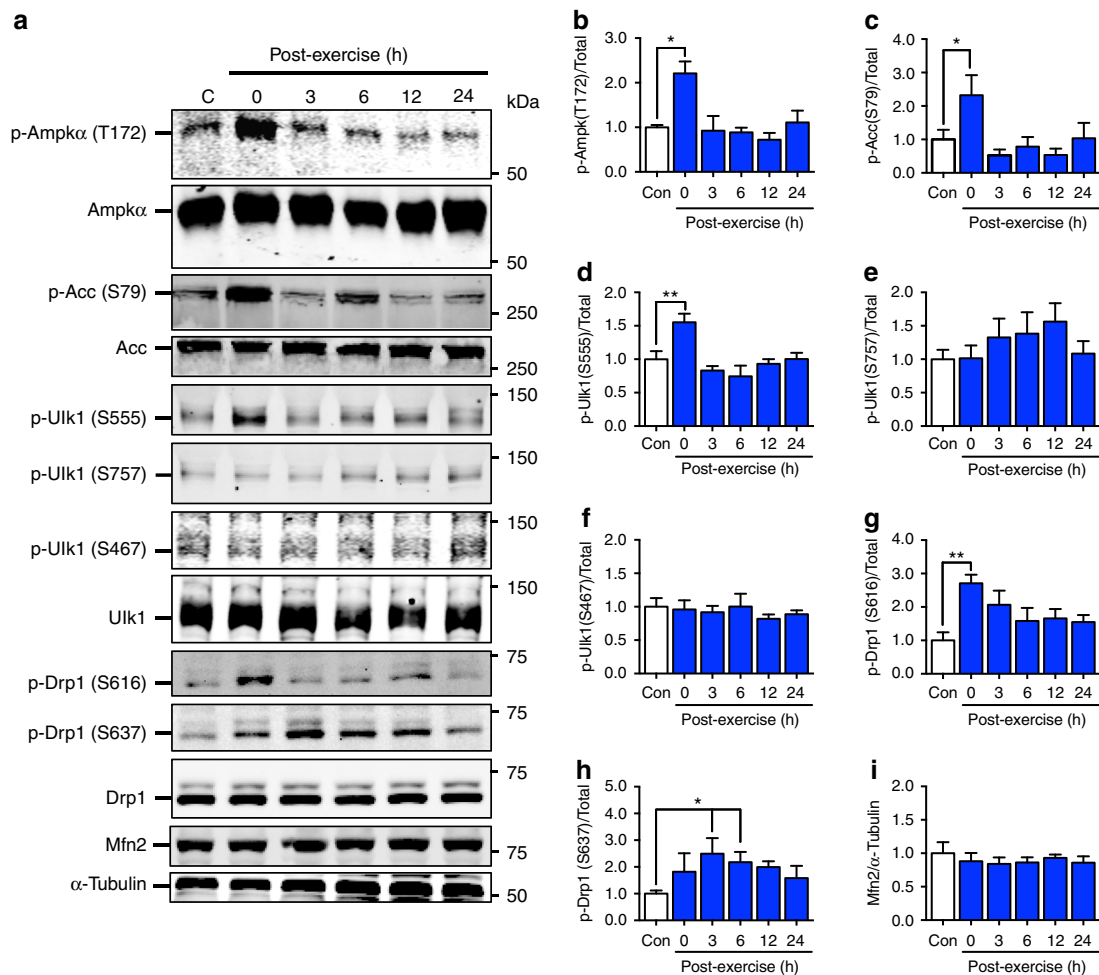 a
Post-exercise (h)
C 0 3 6 12 24 kDa
p-Ampkα (T172)
50
Ampkα
50
p-Acc (S79)
250
Acc
250
150
p-Ulk1 (S555)
150
p-Ulk1 (S757)
150
p-Ulk1 (S467)
150
Ulk1
75
p-Drp1 (S616)
75
p-Drp1 (S637)
75
Drp1
Mfn2
75
α-Tubulin
50
b
p-Ampk(T172)/Total
3.0
2.0
1.0
0.0
*
Con 0 3 6 12 24
Post-exercise (h)
c
p-Acc(S79)/Total
4.0
3.0
2.0
1.0
0.0
*
Con 0 3 6 12 24
Post-exercise (h)
d
p-Ulk1(S555)/Total
2.0
1.5
1.0
0.5
0.0
**
Con 0 3 6 12 24
Post-exercise (h)
e
p-Ulk1(S757)/Total
2.0
1.5
1.0
0.5
0.0
Con 0 3 6 12 24
Post-exercise (h)
f
p-Ulk1(S467)/Total
2.0
1.5
1.0
0.5
0.0
Con 0 3 6 12 24
Post-exercise (h)
g
p-Drp1 (S616)/Total
4.0
3.0
2.0
1.0
0.0
**
Con 0 3 6 12 24
Post-exercise (h)
h
p-Drp1 (S637)/Total
5.0
4.0
3.0
2.0
1.0
0.0
*
Con 0 3 6 12 24
Post-exercise (h)
i
Mfn2/α-Tubulin
2.0
1.5
1.0
0.5
0.0
Con 0 3 6 12 24
Post-exercise (h)